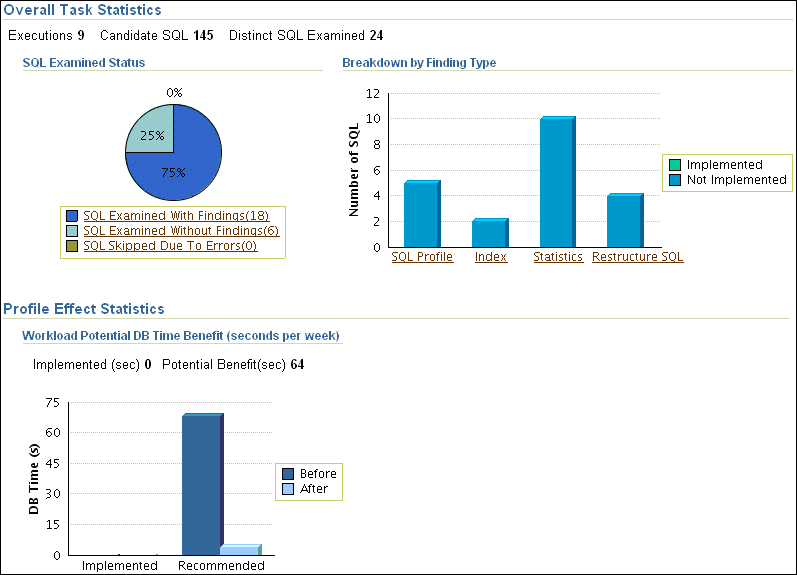 Overall Task Statistics
Executions 9 Candidate SQL 145 Distinct SQL Examined 24
SQL Examined Status
0%
25%
75%
SQL Examined With Findings(18)
SQL Examined Without Findings(6)
SQL Skipped Due To Errors(0)
Breakdown by Finding Type
Number of SQL
12
10
8
6
4
2
0
SQL Profile Index Statistics Restructure SQL
Implemented
Not Implemented
Profile Effect Statistics
Workload Potential DB Time Benefit (seconds per week)
Implemented (sec) 0 Potential Benefit(sec) 64
DB Time (s)
75
60
45
30
15
0
Implemented Recommended
Before
After